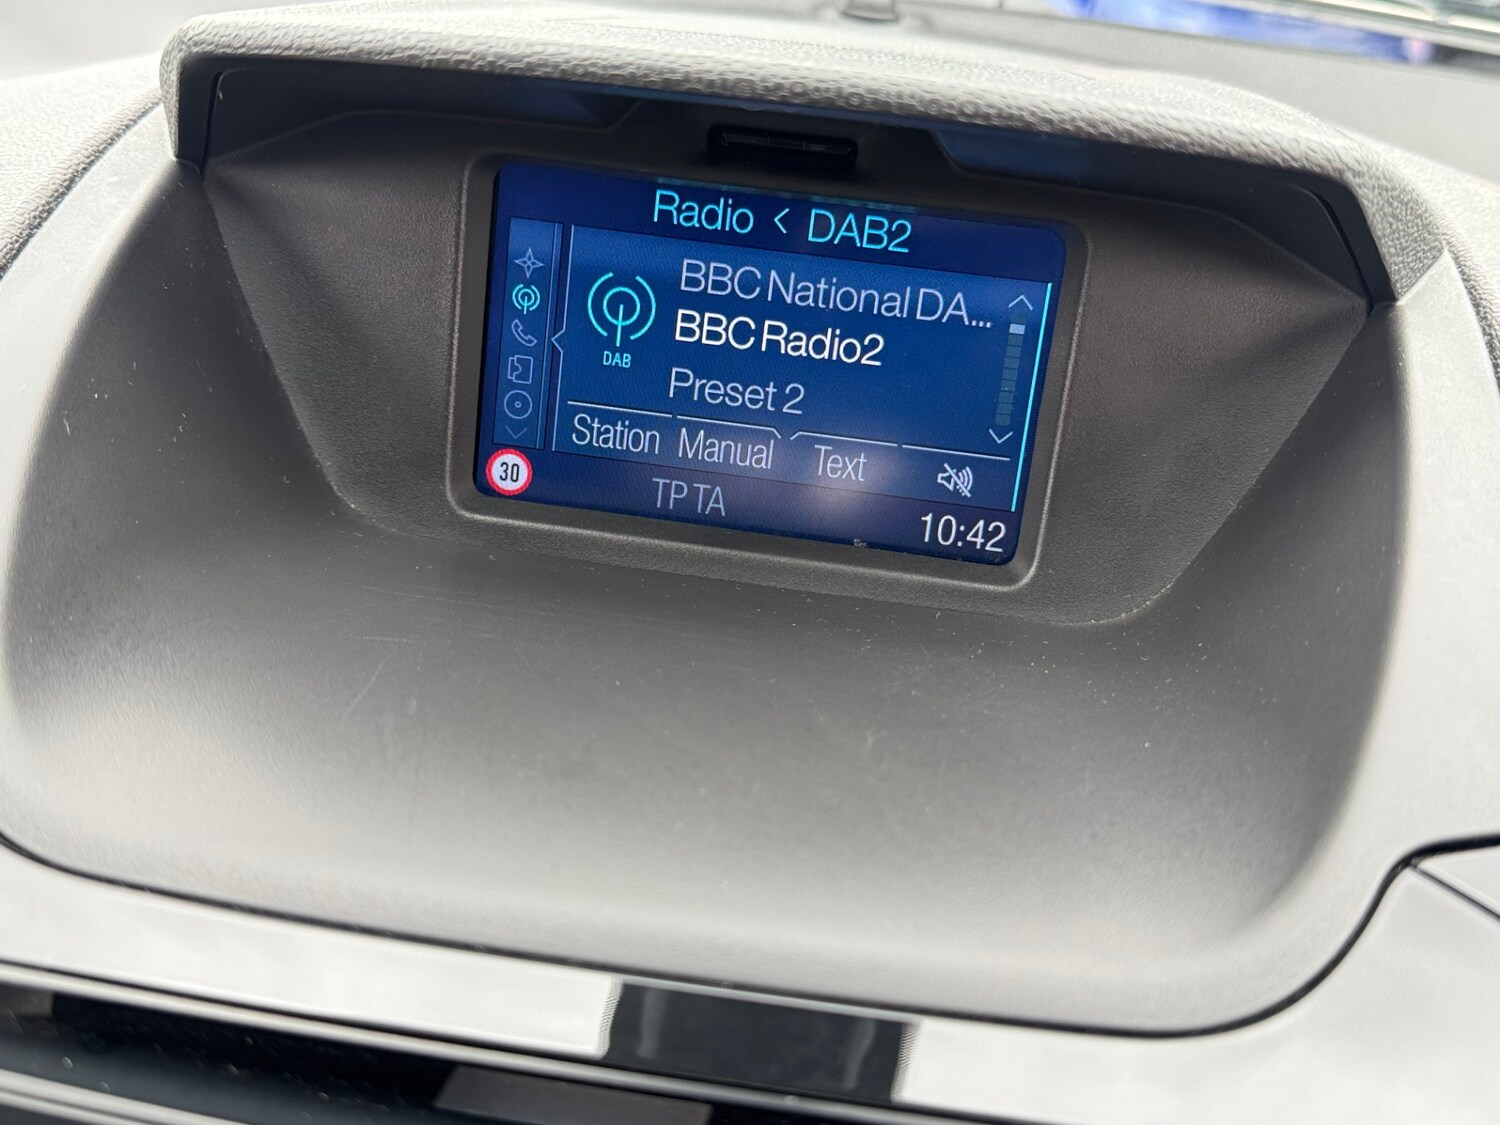 Radio < DAB2
BBC National DA...
BBC Radio2
DAB
Preset 2
Station Manual Text
30
TP TA
10:42